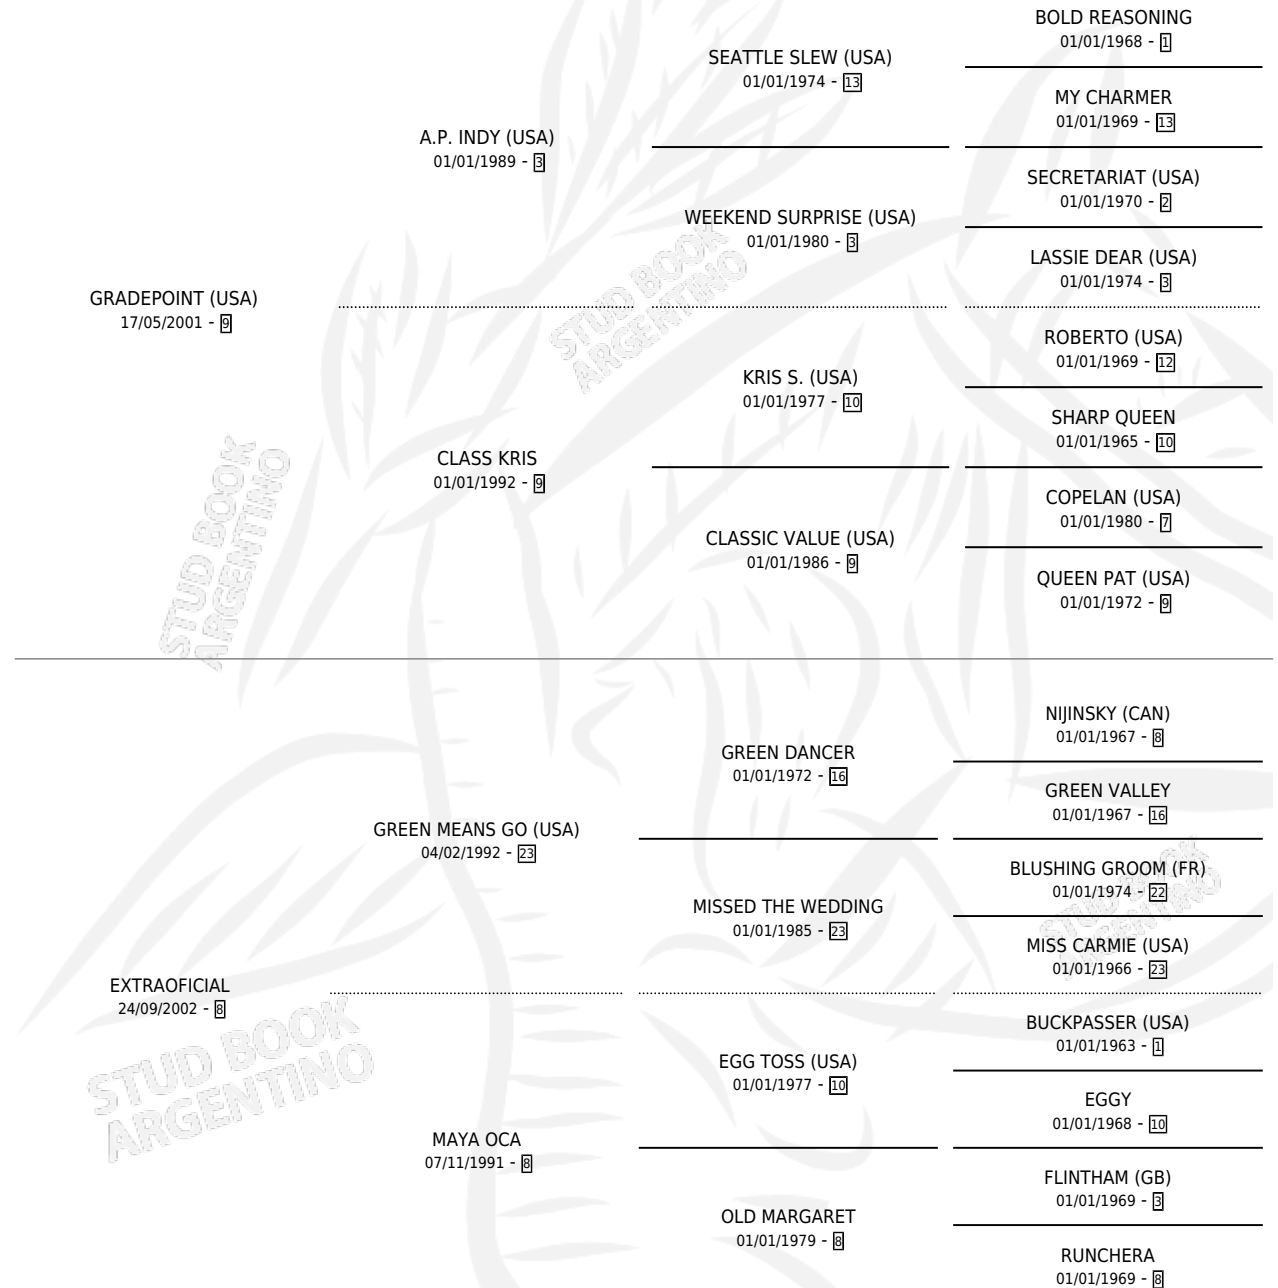 BOLD REASONING
01/01/1968 - 1
SEATTLE SLEW (USA)
01/01/1974 - 13
MY CHARMER
01/01/1969 - 13
A.P. INDY (USA)
01/01/1989 - 3
SECRETARIAT (USA)
01/01/1970 - 2
WEEKEND SURPRISE (USA)
01/01/1980 - 3
LASSIE DEAR (USA)
01/01/1974 - 3
GRADEPOINT (USA)
17/05/2001 - 9
ROBERTO (USA)
01/01/1969 - 12
KRIS S. (USA)
01/01/1977 - 10
SHARP QUEEN
01/01/1965 - 10
CLASS KRIS
01/01/1992 - 9
COPELAN (USA)
01/01/1980 - 7
CLASSIC VALUE (USA)
01/01/1986 - 9
QUEEN PAT (USA)
01/01/1972 - 9
NIJINSKY (CAN)
01/01/1967 - 8
GREEN DANCER
01/01/1972 - 16
GREEN VALLEY
01/01/1967 - 16
GREEN MEANS GO (USA)
04/02/1992 - 23
BLUSHING GROOM (FR)
01/01/1974 - 22
MISSED THE WEDDING
01/01/1985 - 23
MISS CARMIE (USA)
01/01/1966 - 23
EXTRAOFICIAL
24/09/2002 - 8
BUCKPASSER (USA)
01/01/1963 - 1
EGG TOSS (USA)
01/01/1977 - 10
EGGY
01/01/1968 - 10
MAYA OCA
07/11/1991 - 8
FLINTHAM (GB)
01/01/1969 - 3
OLD MARGARET
01/01/1979 - 8
RUNCHERA
01/01/1969 - 8
STUD BOOK
ARGENTINO
STUD BOOK
ARGENTINO
STUD BOOK
ARGENTINO
STUD BOOK
ARGENTINO